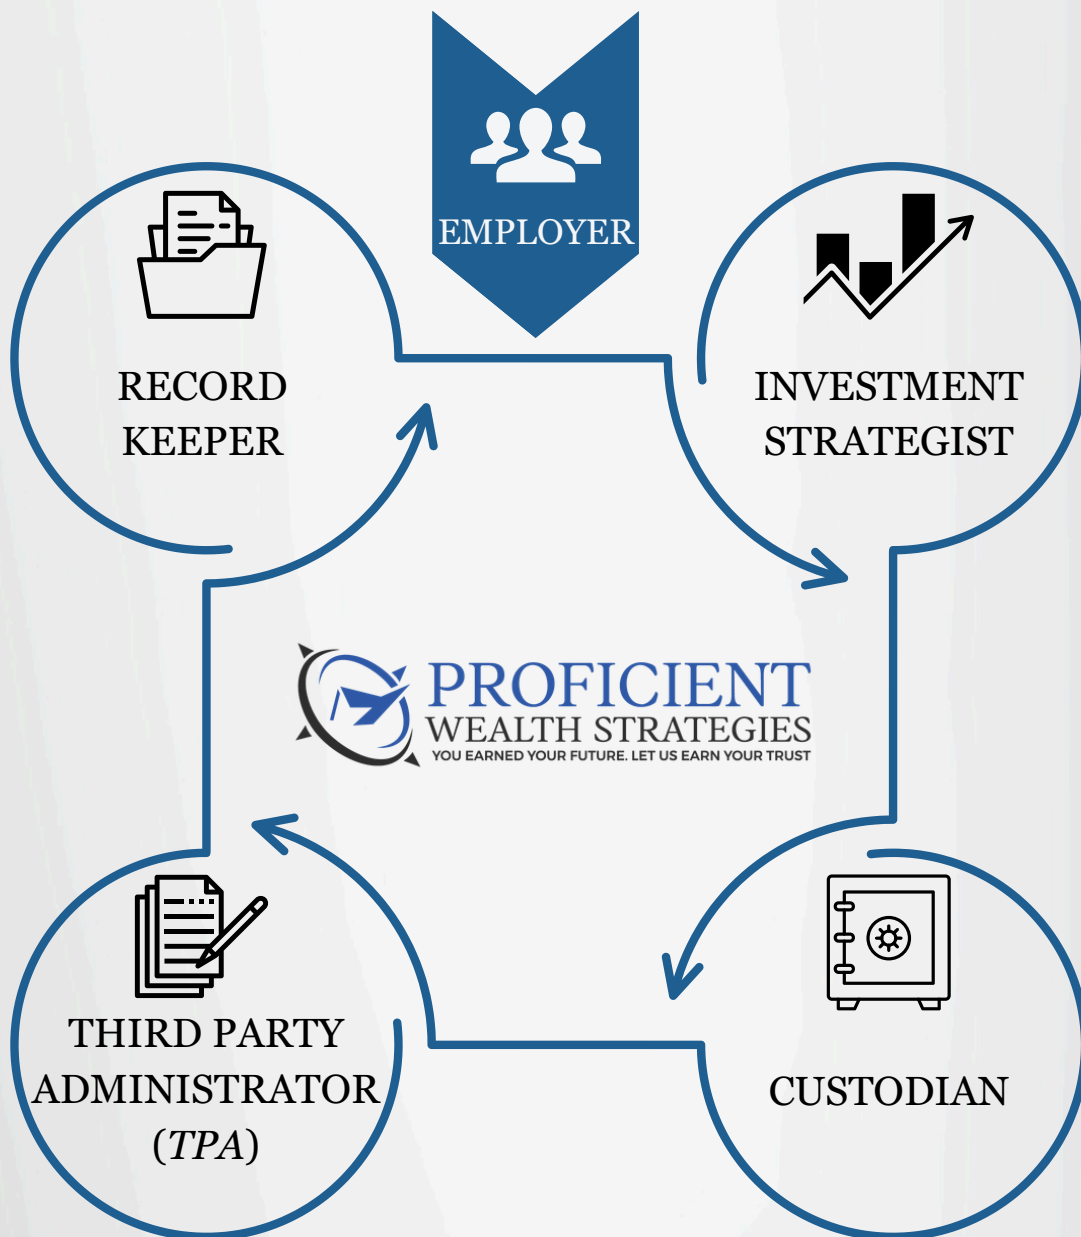 EMPLOYER
RECORD
KEEPER
INVESTMENT
STRATEGIST
PROFICIENT
WEALTH STRATEGIES
YOU EARNED YOUR FUTURE. LET US EARN YOUR TRUST
THIRD PARTY
ADMINISTRATOR
(TPA)
CUSTODIAN